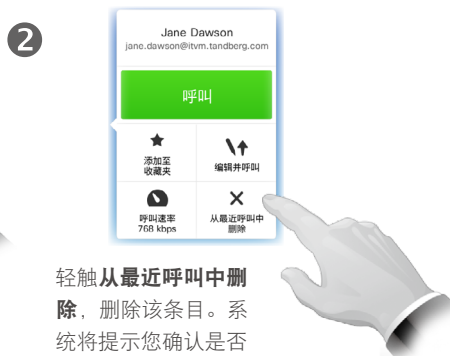 2
Jane Dawson
jane.dawson@itvm.tandberg.com
呼叫
添加至
收藏夹
编辑并呼叫
呼叫速率
768 kbps
从最近呼叫中
删除
轻触从最近呼叫中删
除，删除该条目。系
统将提示您确认是否